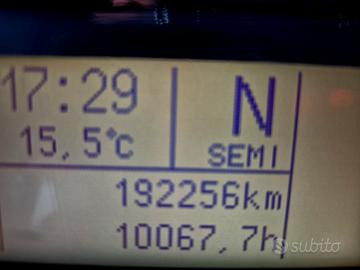 17:29
N
15,5°c
SEMI
192256km
10067,7h
subito